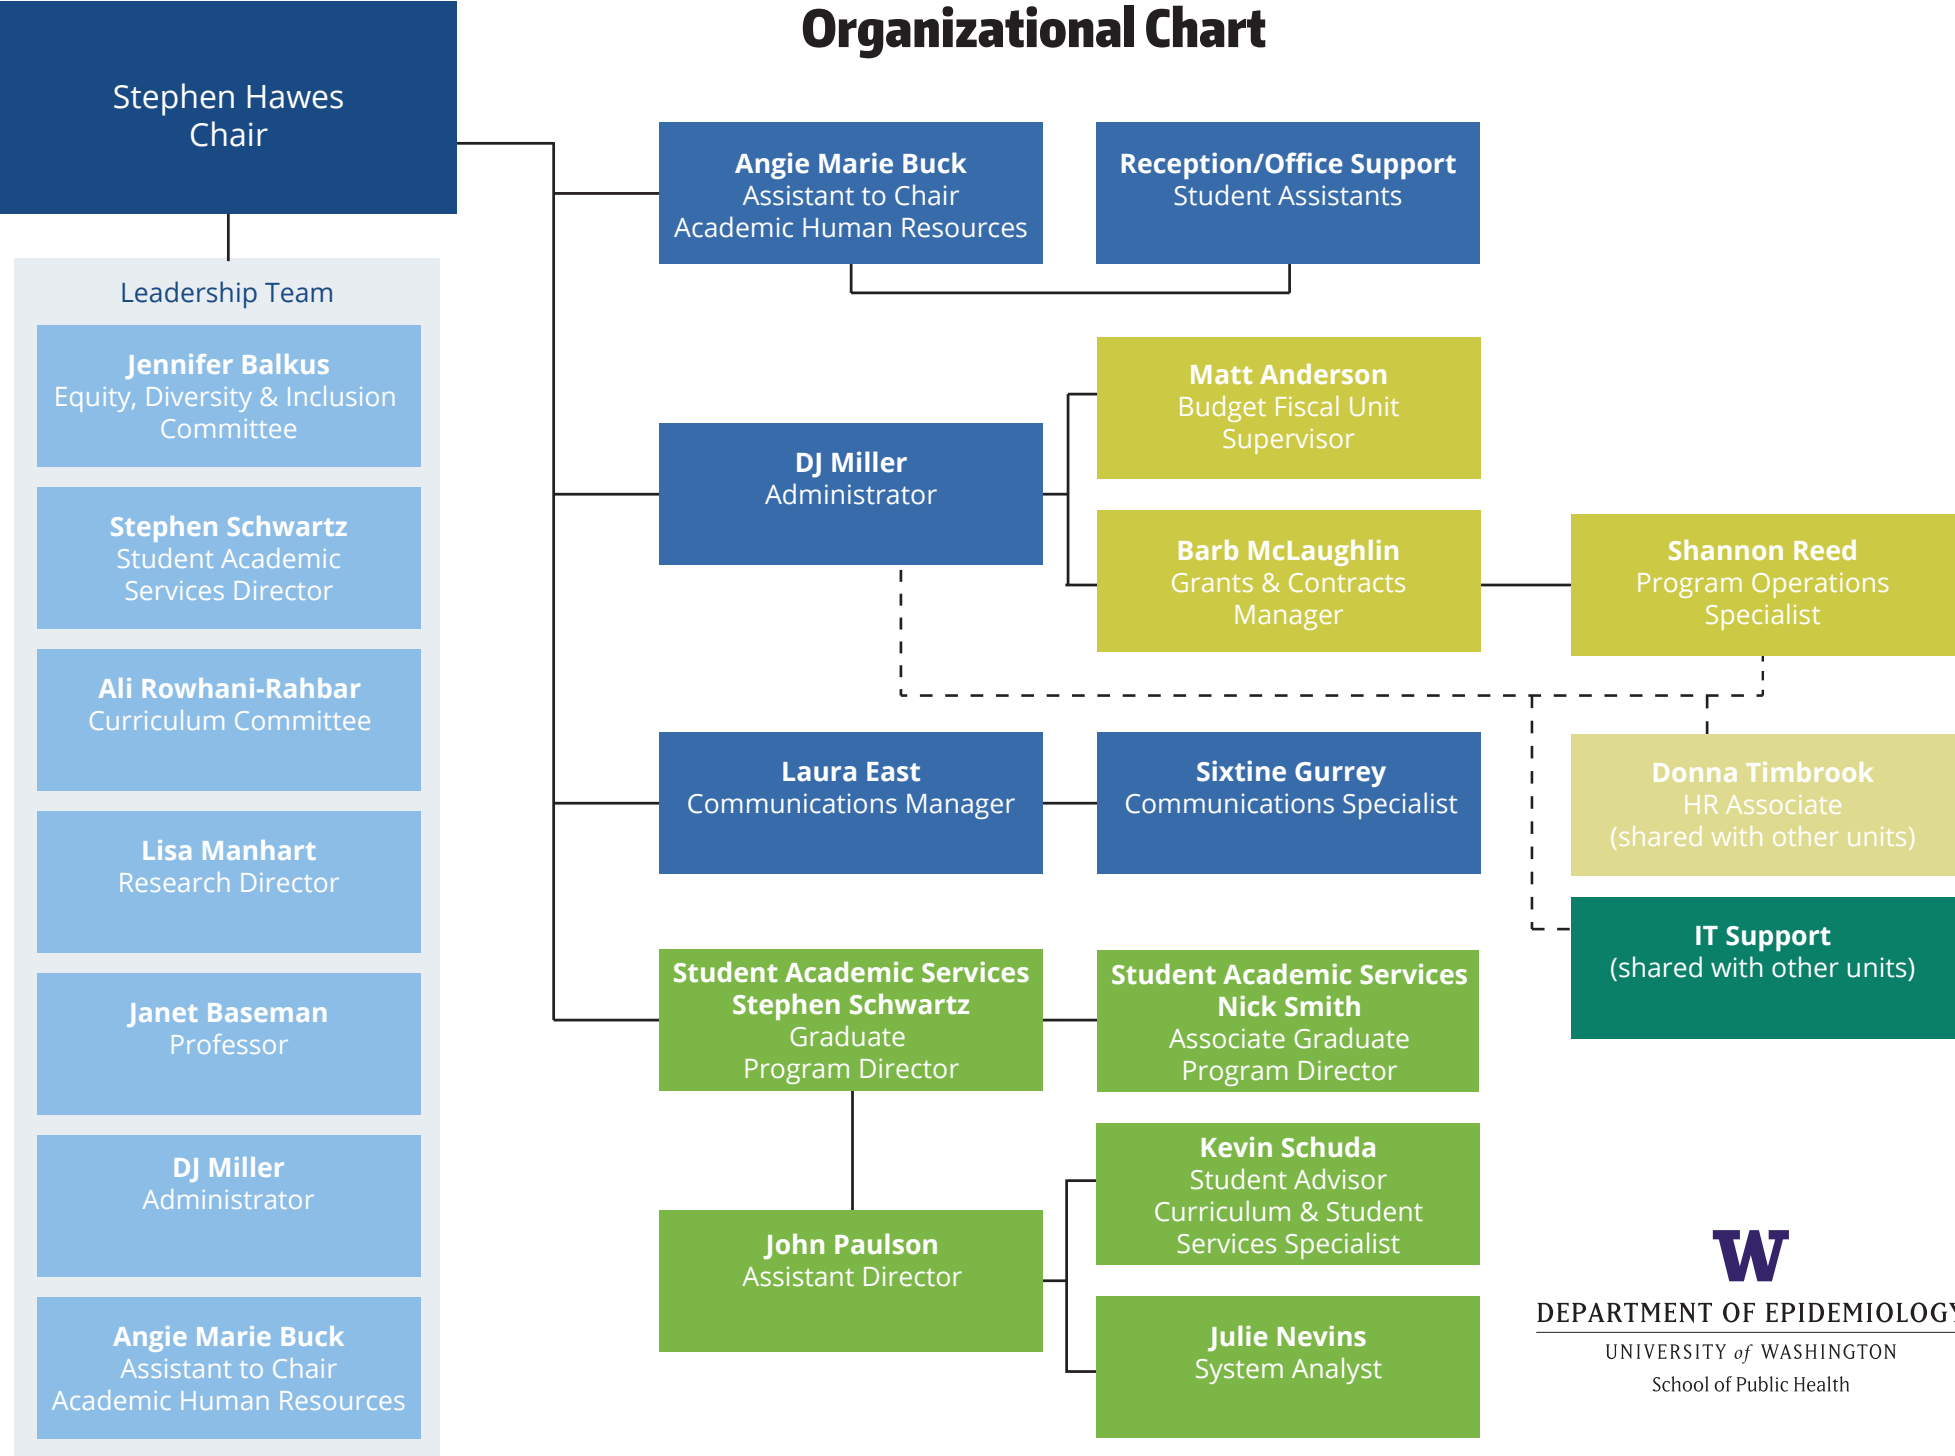 Organizational Chart
Stephen Hawes
Chair
Leadership Team
Jennifer Balkus
Equity, Diversity & Inclusion
Committee
Stephen Schwartz
Student Academic
Services Director
Ali Rowhani-Rahbar
Curriculum Committee
Lisa Manhart
Research Director
Janet Baseman
Professor
DJ Miller
Administrator
Angie Marie Buck
Assistant to Chair
Academic Human Resources
Angie Marie Buck
Assistant to Chair
Academic Human Resources
Reception/Office Support
Student Assistants
DJ Miller
Administrator
Matt Anderson
Budget Fiscal Unit
Supervisor
Barb McLaughlin
Grants & Contracts
Manager
Shannon Reed
Program Operations
Specialist
Laura East
Communications Manager
Sixtine Gurrey
Communications Specialist
Donna Timbrook
HR Associate
(shared with other units)
IT Support
(shared with other units)
Student Academic Services
Stephen Schwartz
Graduate
Program Director
Student Academic Services
Nick Smith
Associate Graduate
Program Director
John Paulson
Assistant Director
Kevin Schuda
Student Advisor
Curriculum & Student
Services Specialist
Julie Nevins
System Analyst
W
DEPARTMENT OF EPIDEMIOLOGY
UNIVERSITY of WASHINGTON
School of Public Health